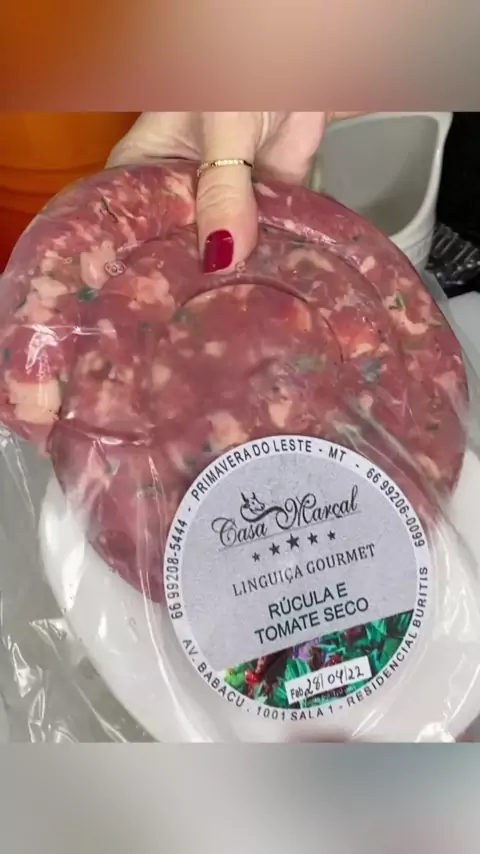 66 99208-5444 - PRIMAVERA DO LESTE - MT - 66 99206-0099
Casa Marçal
LINGUIÇA GOURMET
RÚCULA E
TOMATE SECO
Fab 28/04/22
AV. BABAÇU . 1001 SALA 1 - RESIDENCIAL BURITIS